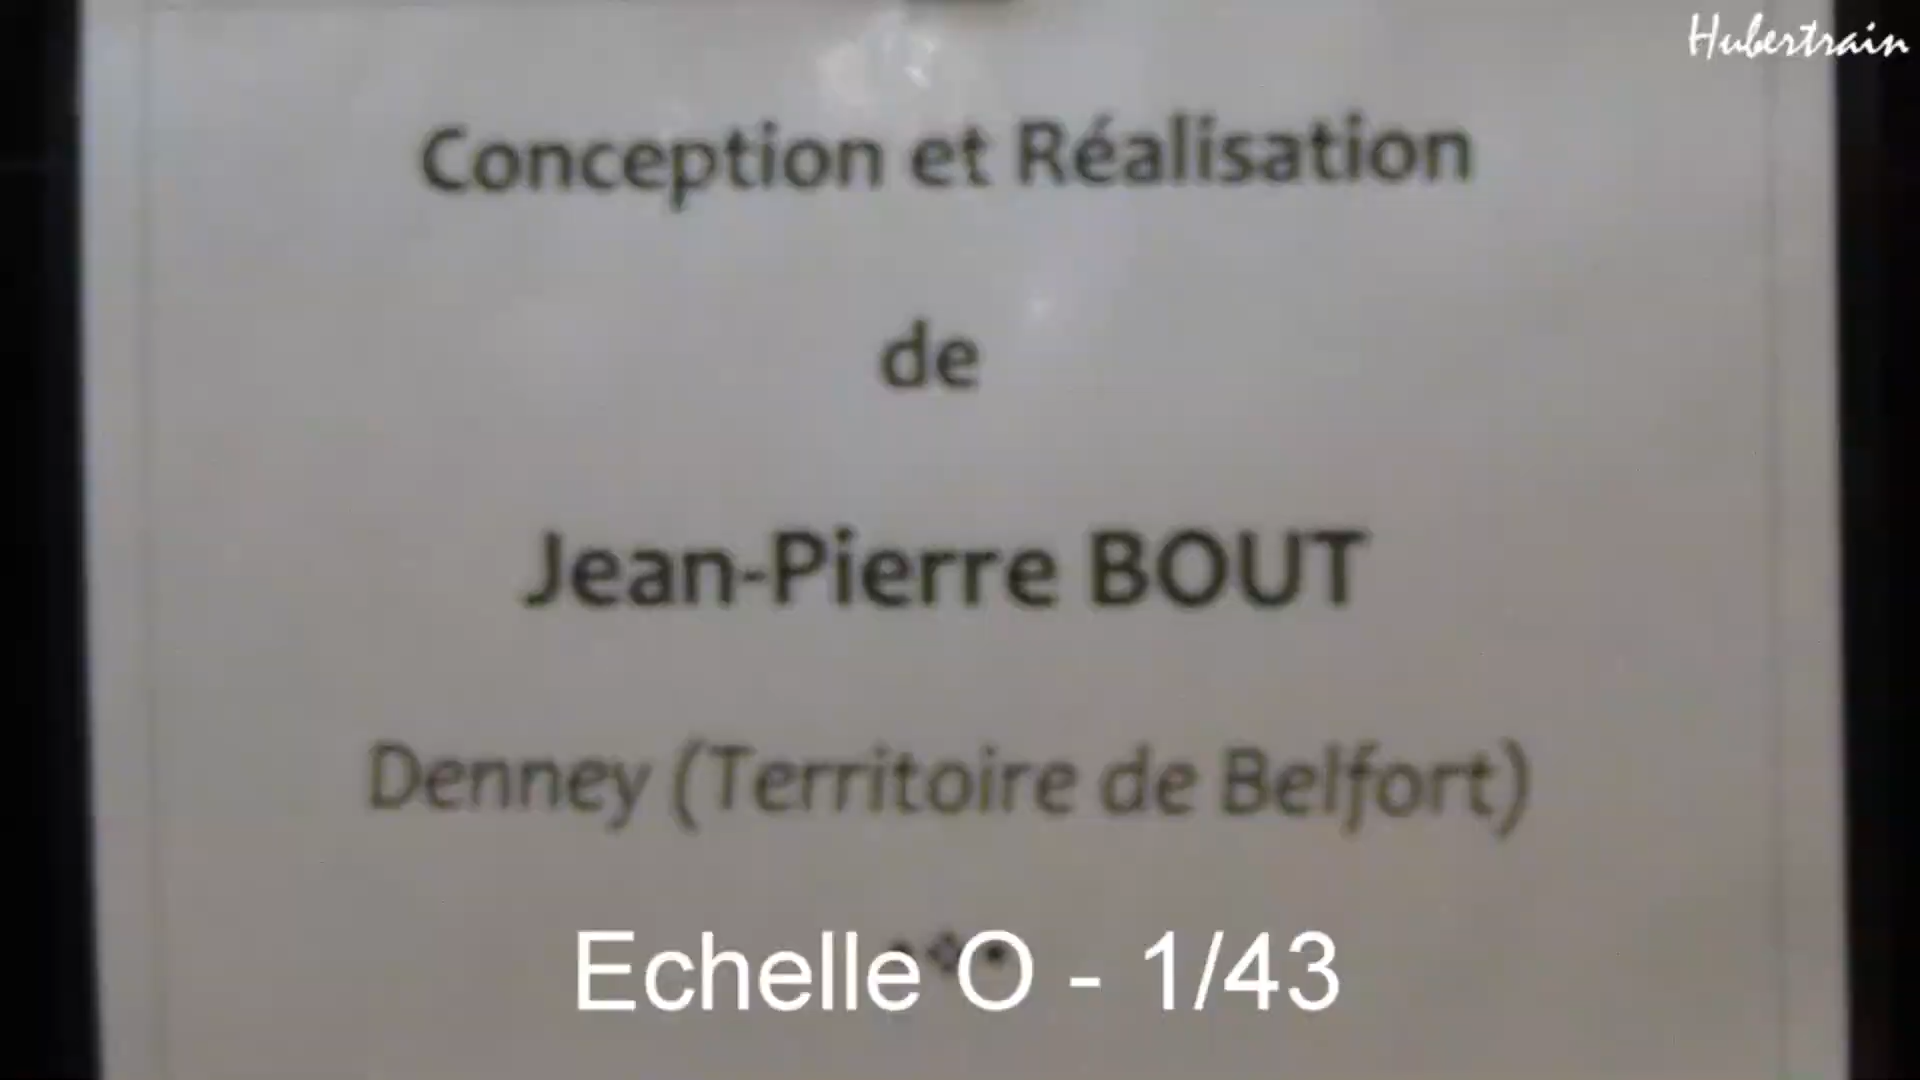 Hubertrain
Conception et Réalisation
de
Jean-Pierre BOUT
Denney (Territoire de Belfort)
Echelle O - 1/43